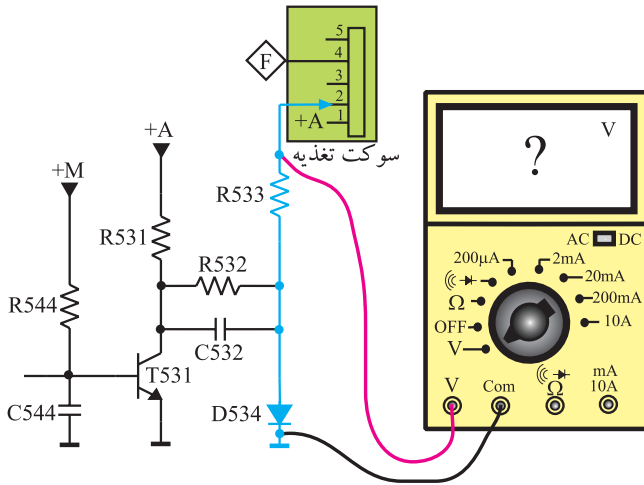 5
4
3
2
1
F
+A
سوکت تغذیه
+A
+M
R533
R531
R532
R544
C532
T531
C544
D534
V
?
AC DC
200µA
2mA
20mA
200mA
10A
Ω
OFF
V
V
Com
Ω
mA
10A